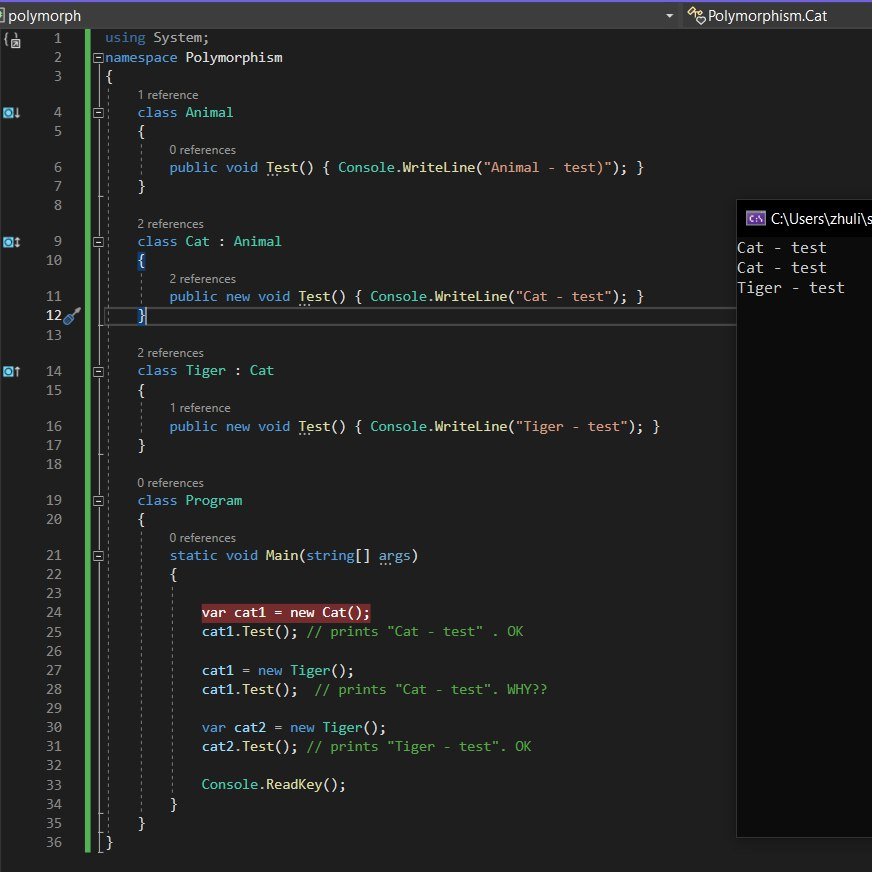 polymorph Polymorphism.Cat
1 using System;
2 namespace Polymorphism
3 {
1 reference
4 class Animal
5 {
0 references
6 public void Test() { Console.WriteLine("Animal - test)"); }
7 }
8
2 references
9 class Cat : Animal
10 {
2 references
11 public new void Test() { Console.WriteLine("Cat - test"); }
12 }
13
2 references
14 class Tiger : Cat
15 {
1 reference
16 public new void Test() { Console.WriteLine("Tiger - test"); }
17 }
18
0 references
19 class Program
20 {
0 references
21 static void Main(string[] args)
22 {
23
24 var cat1 = new Cat();
25 cat1.Test(); // prints "Cat - test" . OK
26
27 cat1 = new Tiger();
28 cat1.Test();  // prints "Cat - test". WHY??
29
30 var cat2 = new Tiger();
31 cat2.Test(); // prints "Tiger - test". OK
32
33 Console.ReadKey();
34 }
35 }
36 }
C:\Users\zhuli\s
Cat - test
Cat - test
Tiger - test